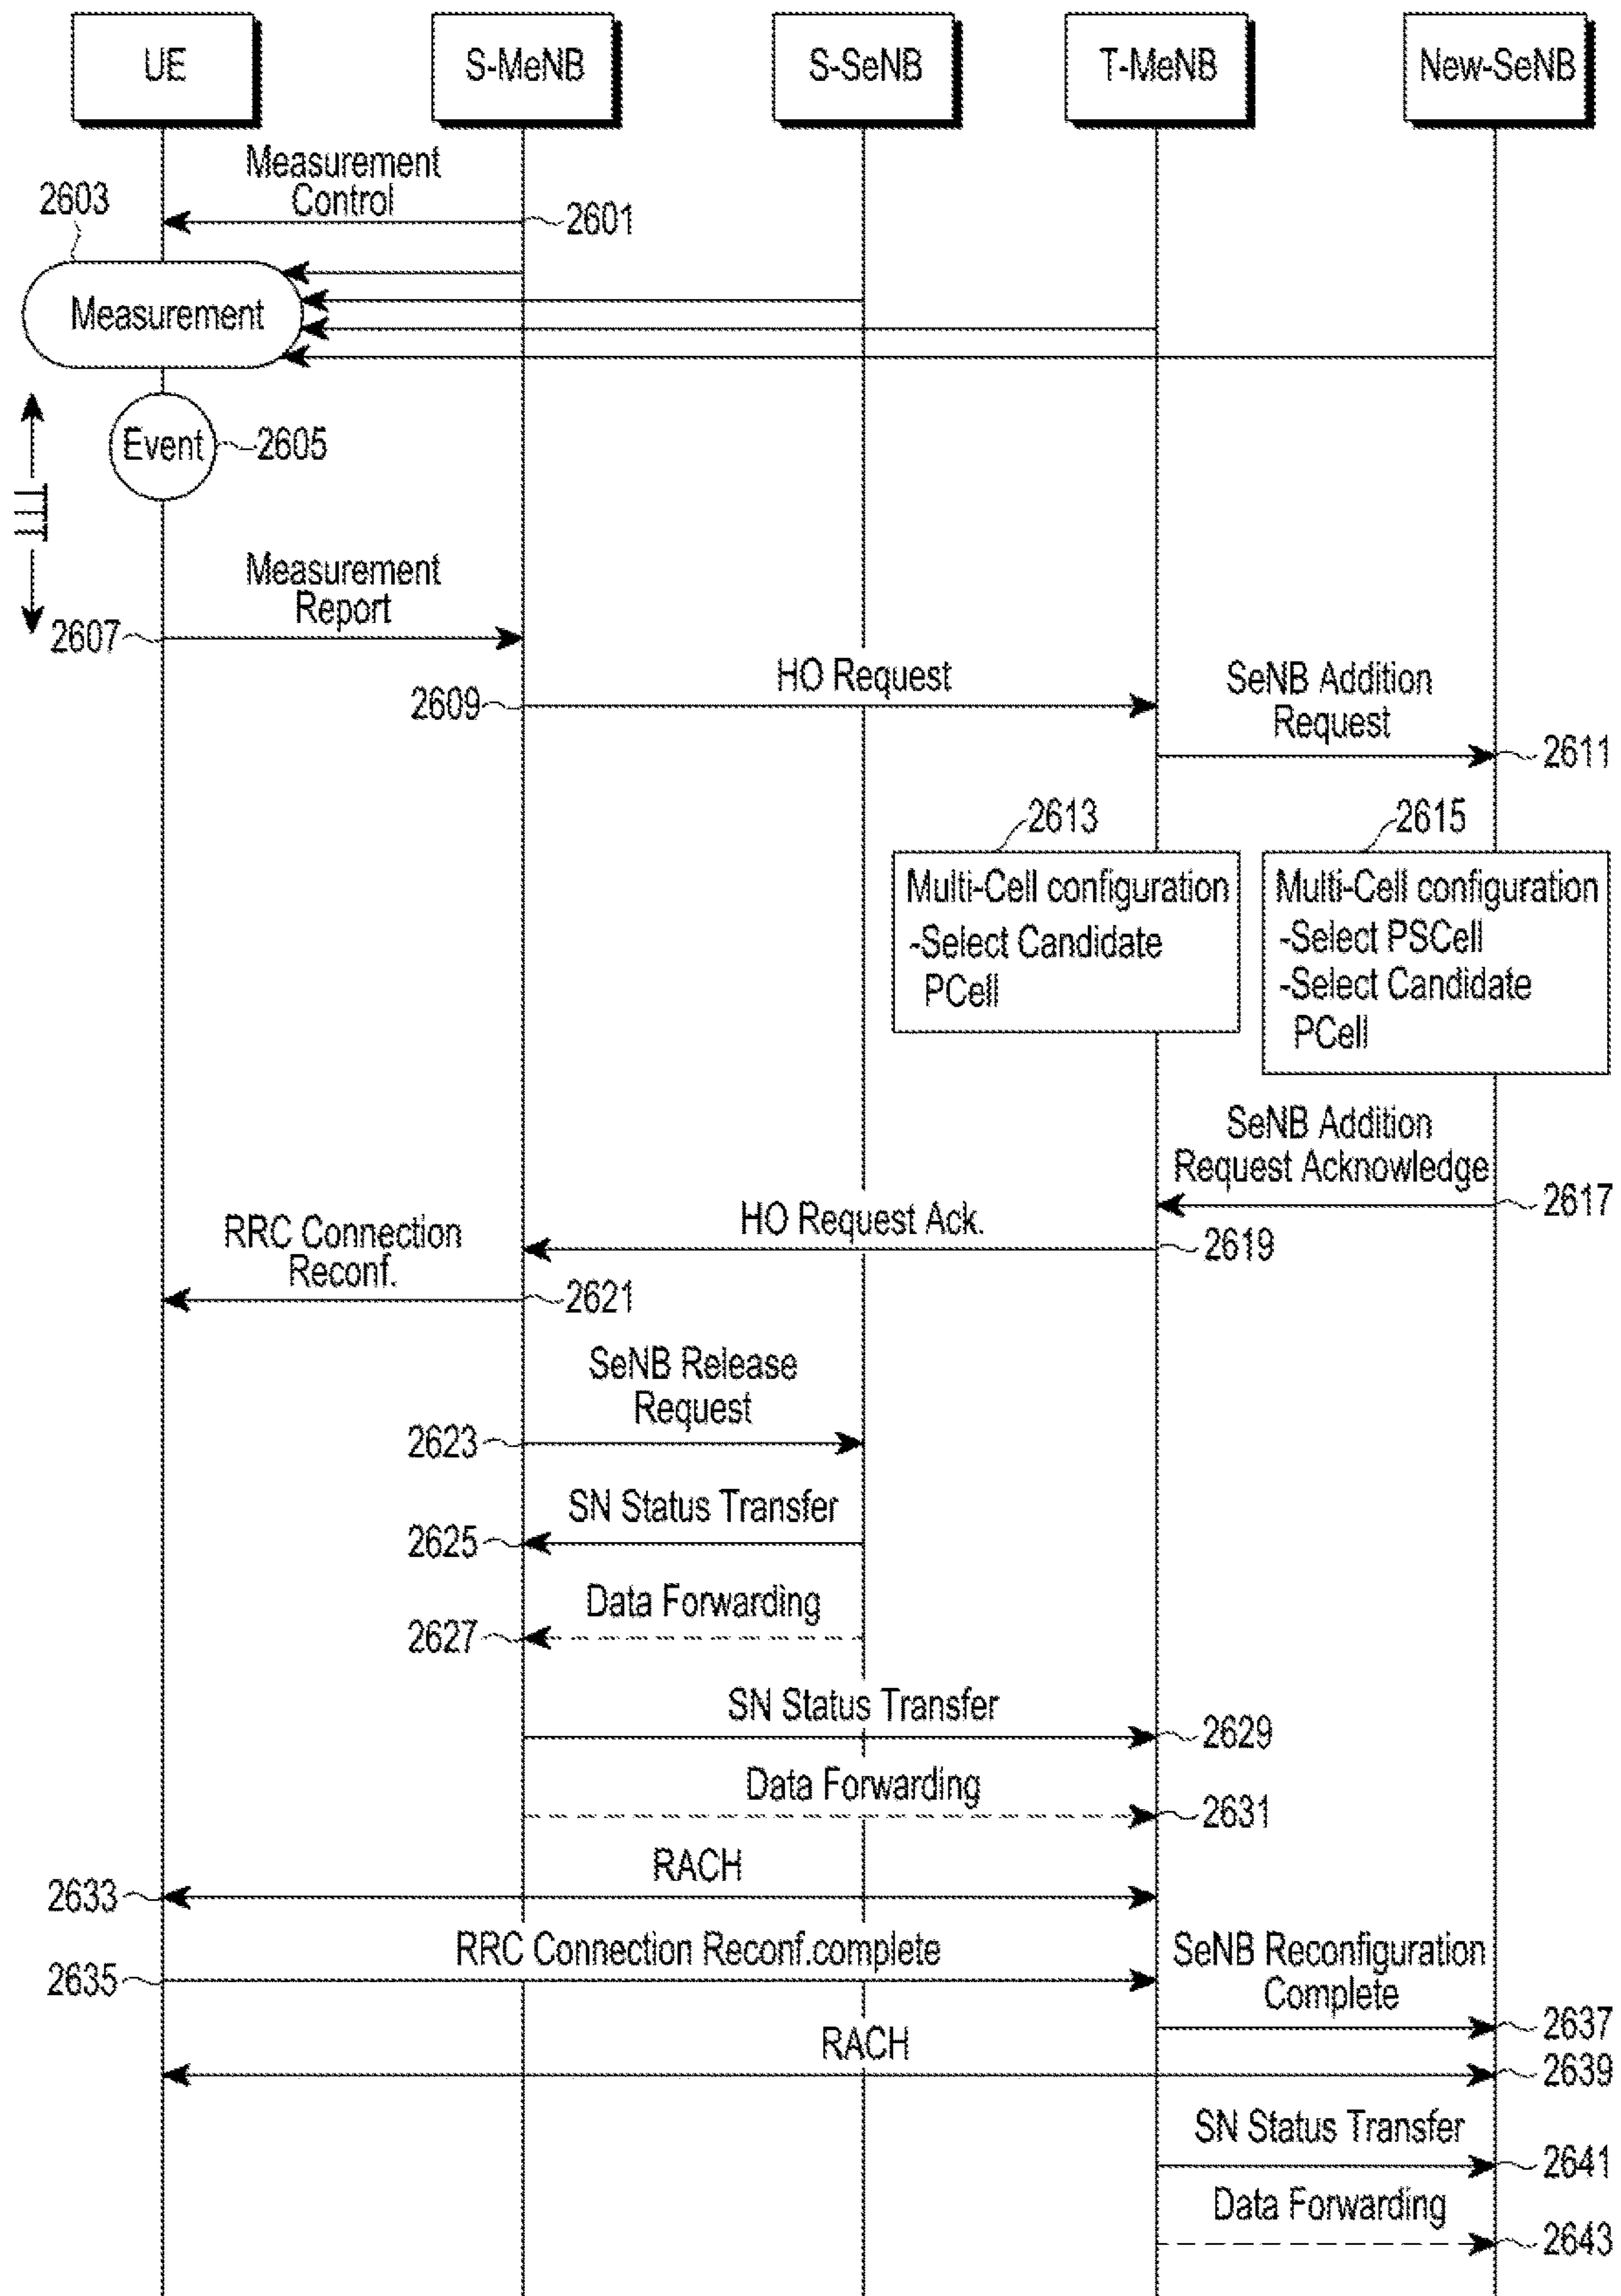 UE
S-MeNB
S-SeNB
T-MeNB
New-SeNB
Measurement
Control
2603
2601
Measurement
Event
2605
TTT
Measurement
Report
2607
HO Request
2609
SeNB Addition
Request
2611
2613
2615
Multi-Cell configuration
-Select Candidate
PCell
Multi-Cell configuration
-Select PSCell
-Select Candidate
PCell
SeNB Addition
Request Acknowledge
2617
HO Request Ack.
2619
RRC Connection
Reconf.
2621
SeNB Release
Request
2623
SN Status Transfer
2625
Data Forwarding
2627
SN Status Transfer
2629
Data Forwarding
2631
RACH
2633
RRC Connection Reconf.complete
2635
SeNB Reconfiguration
Complete
2637
RACH
2639
SN Status Transfer
2641
Data Forwarding
2643